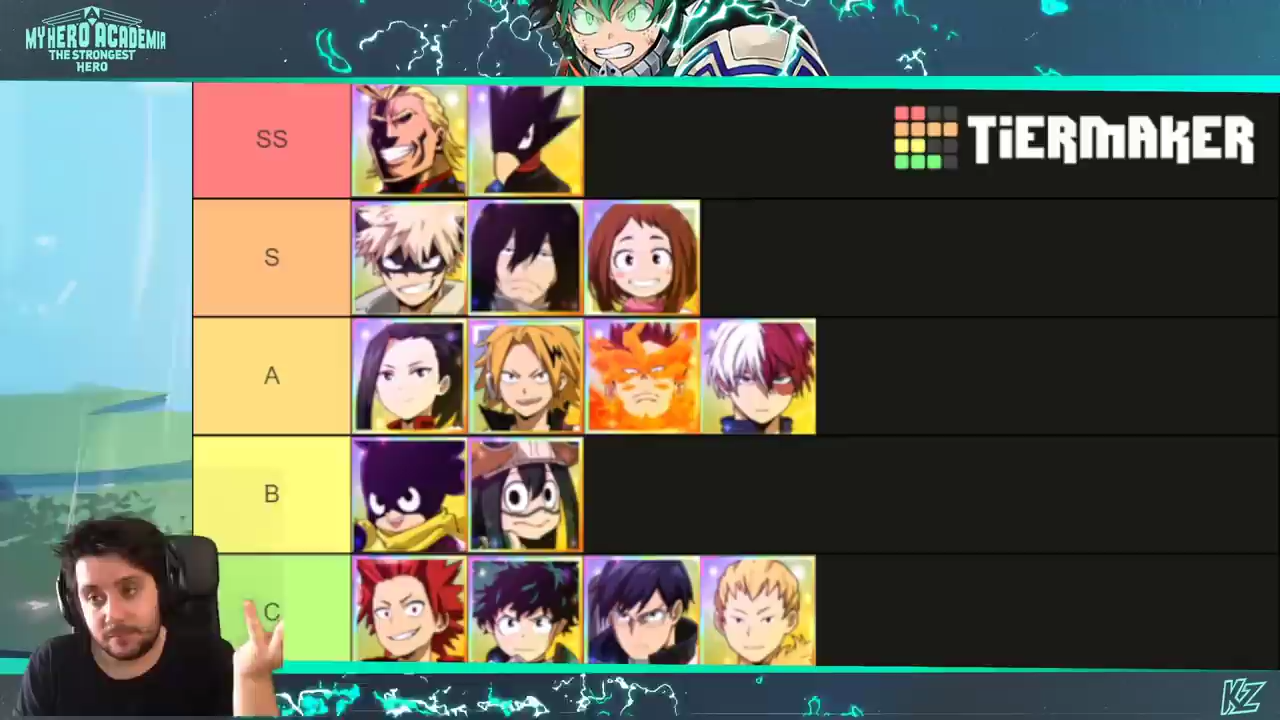 MY HERO ACADEMIA
THE STRONGEST
HERO
SS
TiERMAKER
S
A
B
C
KZ